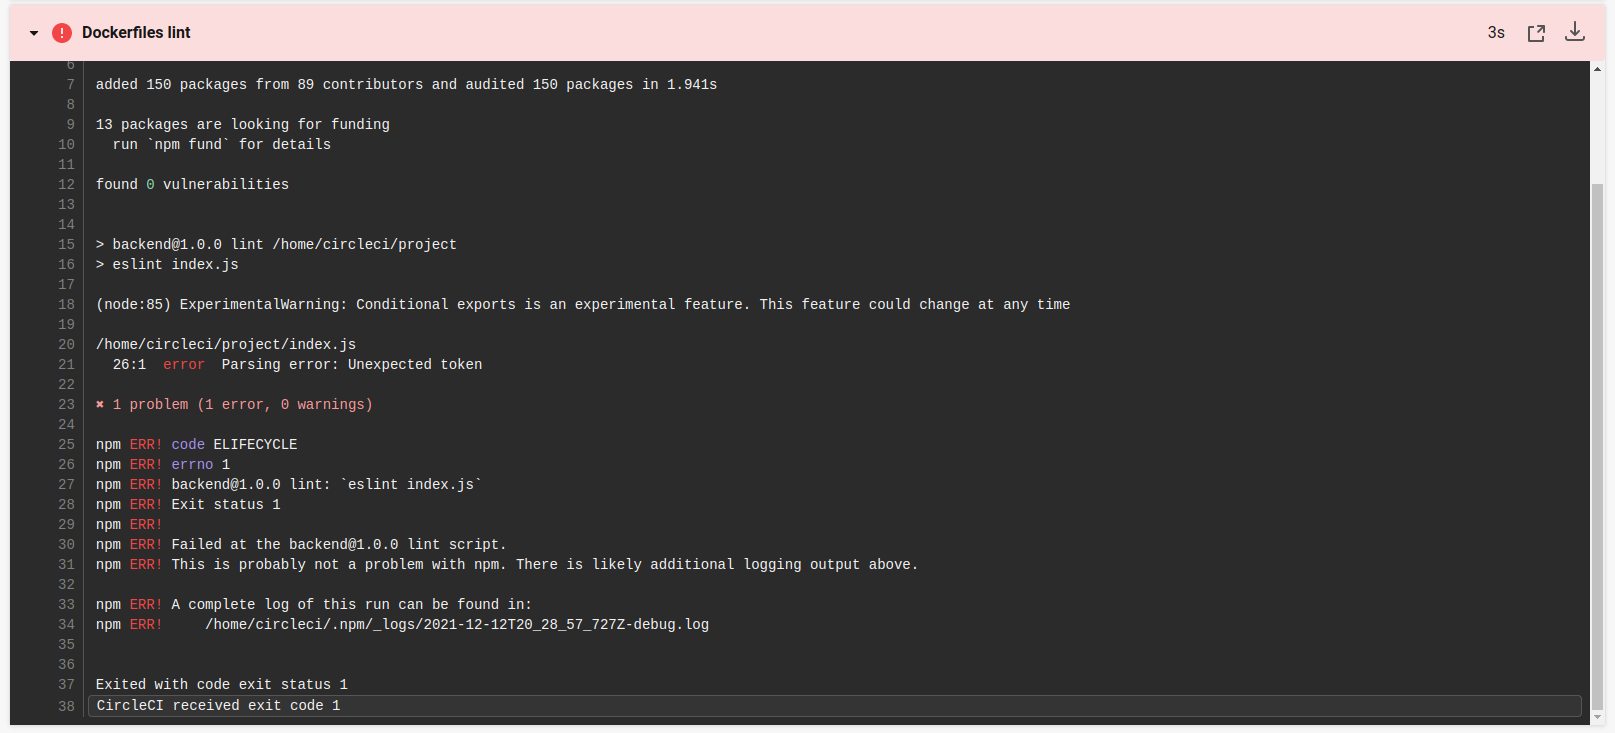 Dockerfiles lint 3s
6
7 added 150 packages from 89 contributors and audited 150 packages in 1.941s
8
9 13 packages are looking for funding
10 run `npm fund` for details
11
12 found 0 vulnerabilities
13
14
15 > backend@1.0.0 lint /home/circleci/project
16 > eslint index.js
17
18 (node:85) ExperimentalWarning: Conditional exports is an experimental feature. This feature could change at any time
19
20 /home/circleci/project/index.js
21 26:1 error Parsing error: Unexpected token
22
23 ✖ 1 problem (1 error, 0 warnings)
24
25 npm ERR! code ELIFECYCLE
26 npm ERR! errno 1
27 npm ERR! backend@1.0.0 lint: `eslint index.js`
28 npm ERR! Exit status 1
29 npm ERR!
30 npm ERR! Failed at the backend@1.0.0 lint script.
31 npm ERR! This is probably not a problem with npm. There is likely additional logging output above.
32
33 npm ERR! A complete log of this run can be found in:
34 npm ERR! /home/circleci/.npm/_logs/2021-12-12T20_28_57_727Z-debug.log
35
36
37 Exited with code exit status 1
38 CircleCI received exit code 1